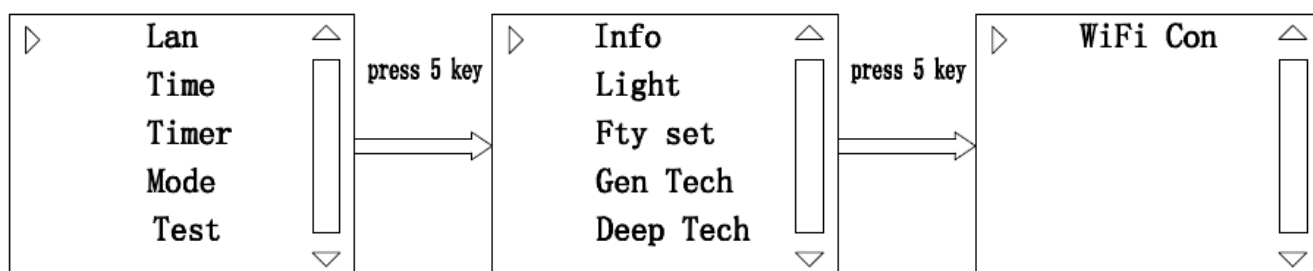 Lan
Time
Timer
Mode
Test
press 5 key
Info
Light
Fty set
Gen Tech
Deep Tech
press 5 key
WiFi Con